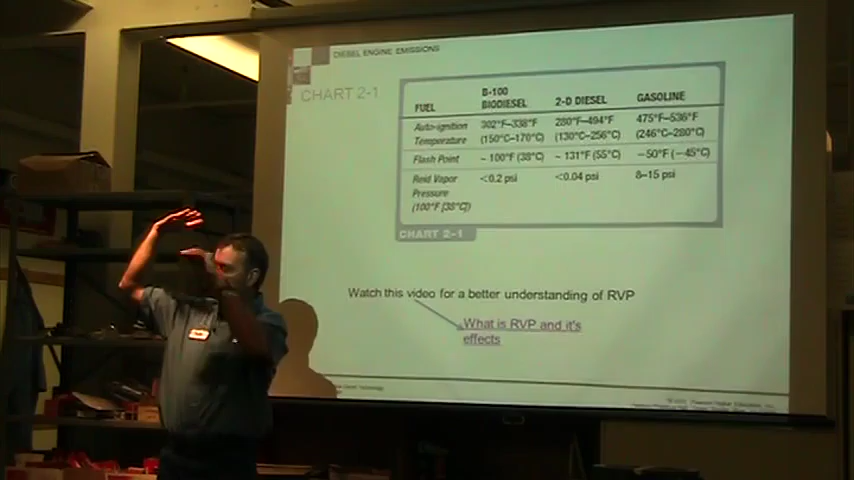 DIESEL ENGINE EMISSIONS
CHART 2-1
FUEL B-100 BIODIESEL 2-D DIESEL GASOLINE
Auto-ignition Temperature 302°F–338°F (150°C–170°C) 280°F–494°F (130°C–256°C) 475°F–536°F (246°C–280°C)
Flash Point ~ 100°F (38°C) ~ 131°F (55°C) −50°F (−45°C)
Reid Vapor Pressure (100°F [38°C]) <0.2 psi <0.04 psi 8–15 psi
CHART 2–1
Watch this video for a better understanding of RVP
What is RVP and it's
effects